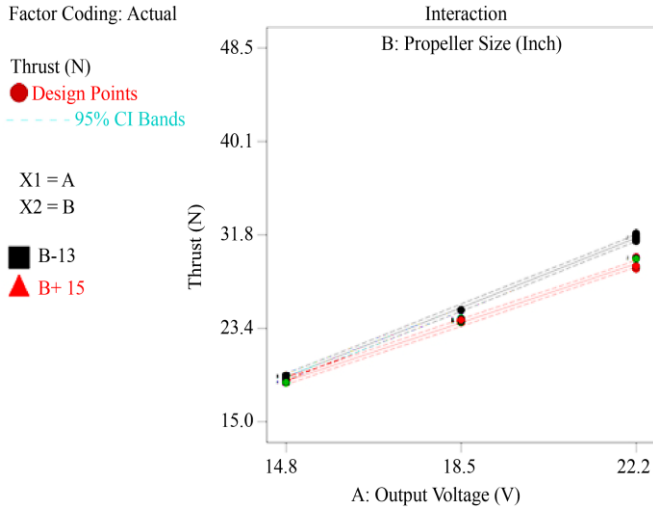 Factor Coding: Actual
Interaction
B: Propeller Size (Inch)
Thrust (N)
Design Points
95% CI Bands
X1 = A
X2 = B
B-13
B+ 15
Thrust (N)
48.5
40.1
31.8
23.4
15.0
14.8
18.5
22.2
A: Output Voltage (V)